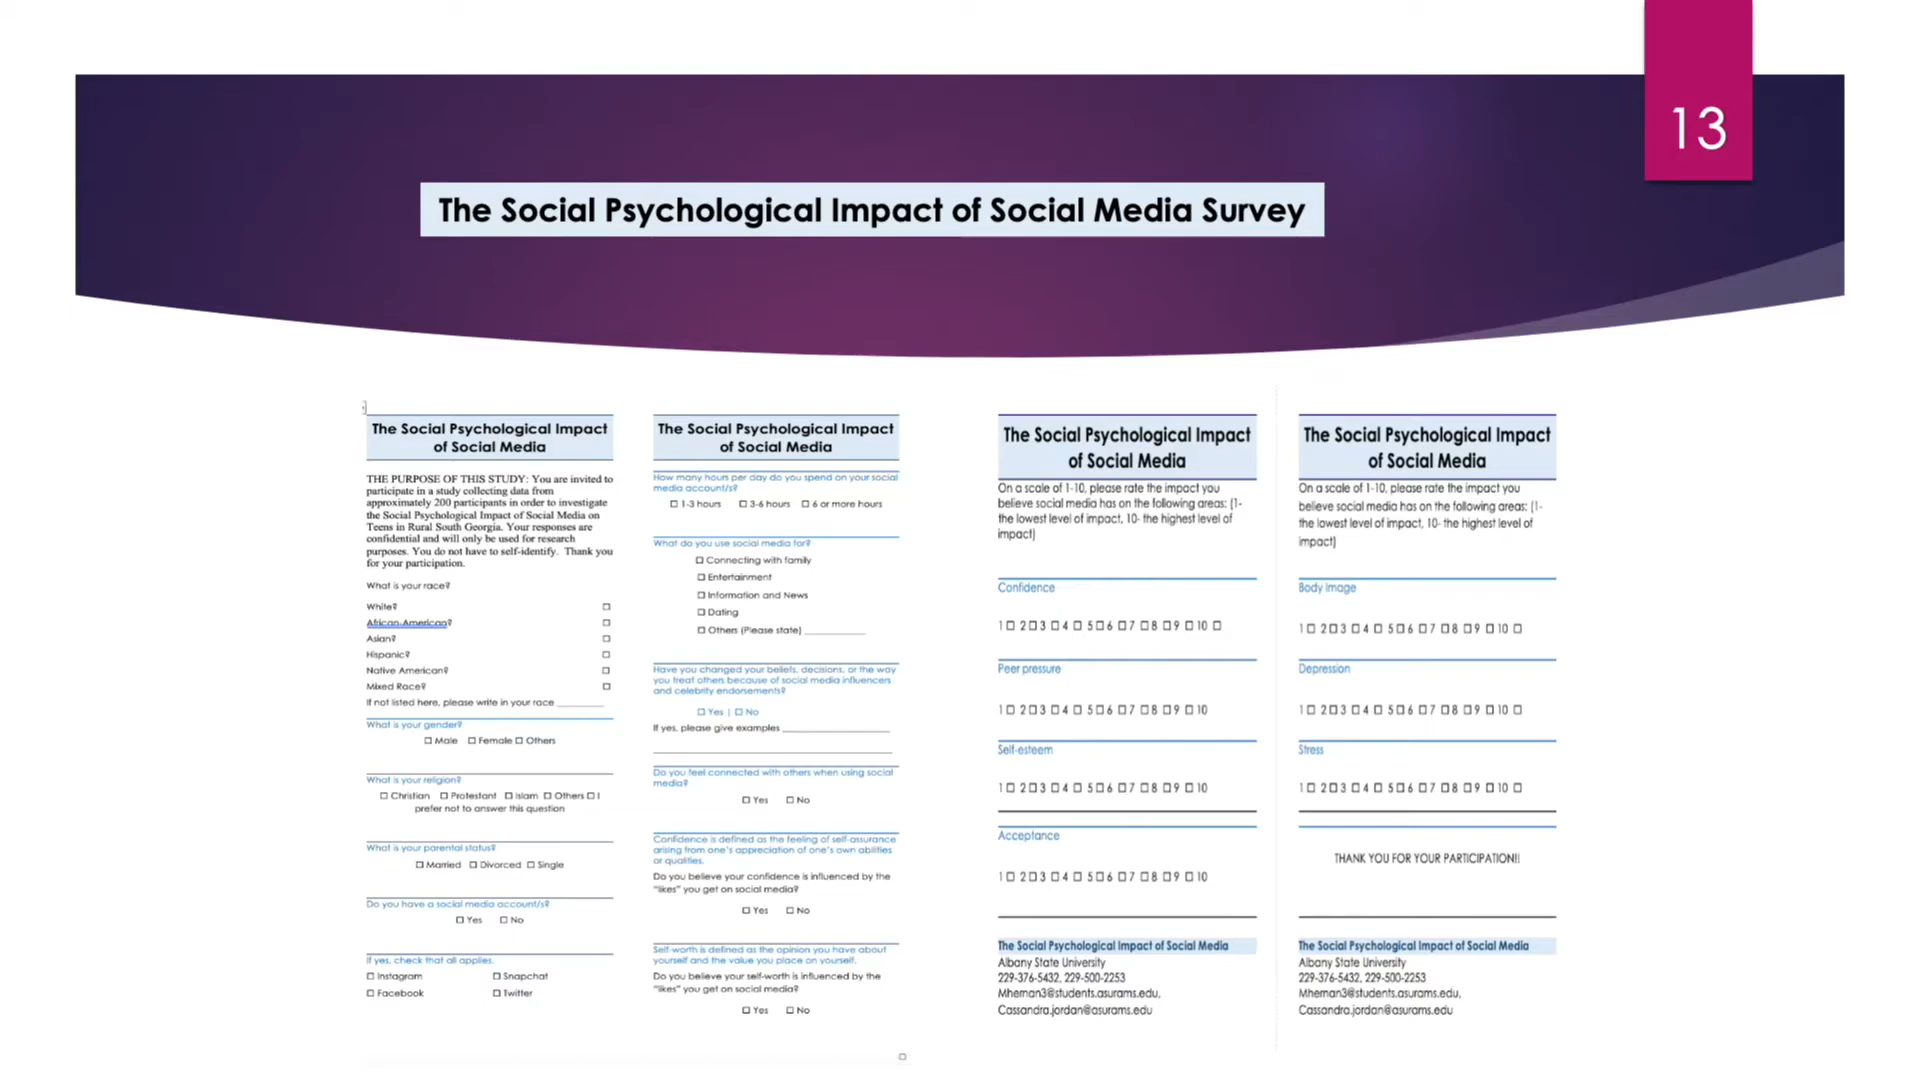 13
The Social Psychological Impact of Social Media Survey
The Social Psychological Impact
of Social Media
THE PURPOSE OF THIS STUDY: You are invited to
participate in a study collecting data from
approximately 200 participants in order to investigate
the Social Psychological Impact of Social Media on
Teens in Rural South Georgia. Your responses are
confidential and will only be used for research
purposes. You do not have to self-identify. Thank you
for your participation.
What is your race?
White? ☐
African-American? ☐
Asian? ☐
Hispanic? ☐
Native American? ☐
Mixed Race? ☐
If not listed here, please write in your race _________
What is your gender?
☐ Male ☐ Female ☐ Others
What is your religion?
☐ Christian ☐ Protestant ☐ Islam ☐ Others ☐ I
prefer not to answer this question
What is your parental status?
☐ Married ☐ Divorced ☐ Single
Do you have a social media account/s?
☐ Yes ☐ No
If yes, check that all applies.
☐ Instagram ☐ Snapchat
☐ Facebook ☐ Twitter
The Social Psychological Impact
of Social Media
How many hours per day do you spend on your social
media account/s?
☐ 1-3 hours ☐ 3-6 hours ☐ 6 or more hours
What do you use social media for?
☐ Connecting with family
☐ Entertainment
☐ Information and News
☐ Dating
☐ Others (Please state) ____________
Have you changed your beliefs, decisions, or the way
you treat others because of social media influencers
and celebrity endorsements?
☐ Yes | ☐ No
If yes, please give examples ____________________
Do you feel connected with others when using social
media?
☐ Yes ☐ No
Confidence is defined as the feeling of self-assurance
arising from one's appreciation of one's own abilities
or qualities.
Do you believe your confidence is influenced by the
"likes" you get on social media?
☐ Yes ☐ No
Self-worth is defined as the opinion you have about
yourself and the value you place on yourself.
Do you believe your self-worth is influenced by the
"likes" you get on social media?
☐ Yes ☐ No
The Social Psychological Impact
of Social Media
On a scale of 1-10, please rate the impact you
believe social media has on the following areas: (1-
the lowest level of impact, 10- the highest level of
impact)
Confidence
1☐ 2☐3 ☐4 ☐ 5☐6 ☐7 ☐8 ☐9 ☐10 ☐
Peer pressure
1☐ 2☐3 ☐4 ☐ 5☐6 ☐7 ☐8 ☐9 ☐10
Self-esteem
1☐ 2☐3 ☐4 ☐ 5☐6 ☐7 ☐8 ☐9 ☐10
Acceptance
1☐ 2☐3 ☐4 ☐ 5☐6 ☐7 ☐8 ☐9 ☐10
The Social Psychological Impact of Social Media
Albany State University
229-376-5432, 229-500-2253
Mhernan3@students.asurams.edu,
Cassandra.jordan@asurams.edu
The Social Psychological Impact
of Social Media
On a scale of 1-10, please rate the impact you
believe social media has on the following areas: (1-
the lowest level of impact, 10- the highest level of
impact)
Body Image
1☐ 2☐3 ☐4 ☐ 5☐6 ☐7 ☐8 ☐9 ☐10 ☐
Depression
1☐ 2☐3 ☐4 ☐ 5☐6 ☐7 ☐8 ☐9 ☐10 ☐
Stress
1☐ 2☐3 ☐4 ☐ 5☐6 ☐7 ☐8 ☐9 ☐10 ☐
THANK YOU FOR YOUR PARTICIPATION!!
The Social Psychological Impact of Social Media
Albany State University
229-376-5432, 229-500-2253
Mhernan3@students.asurams.edu,
Cassandra.jordan@asurams.edu